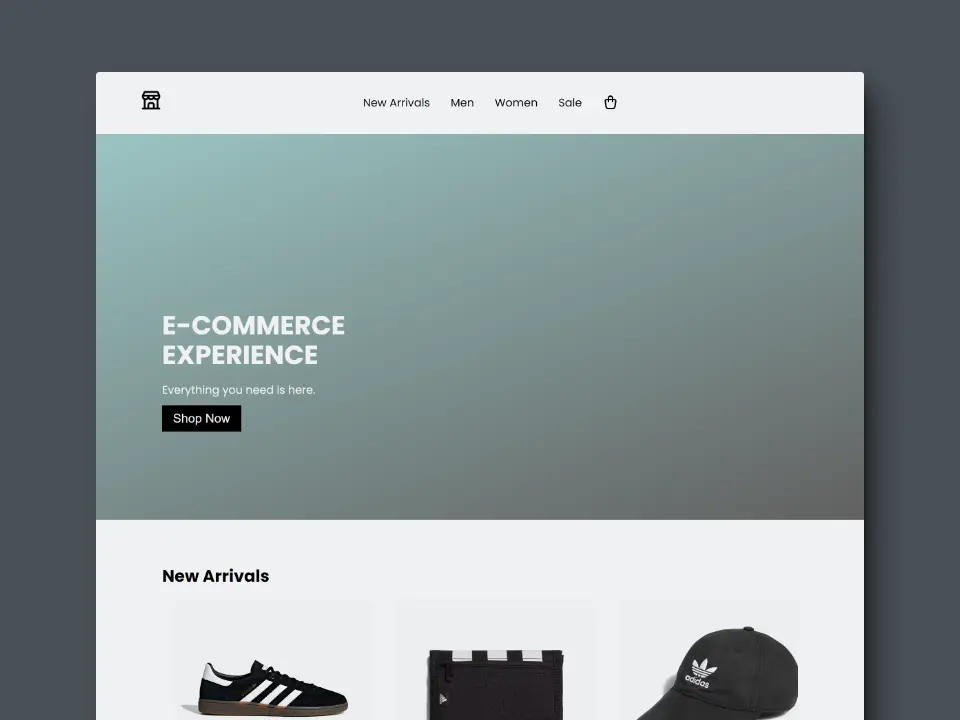 New Arrivals Men Women Sale
E-COMMERCE
EXPERIENCE
Everything you need is here.
Shop Now
New Arrivals
adidas